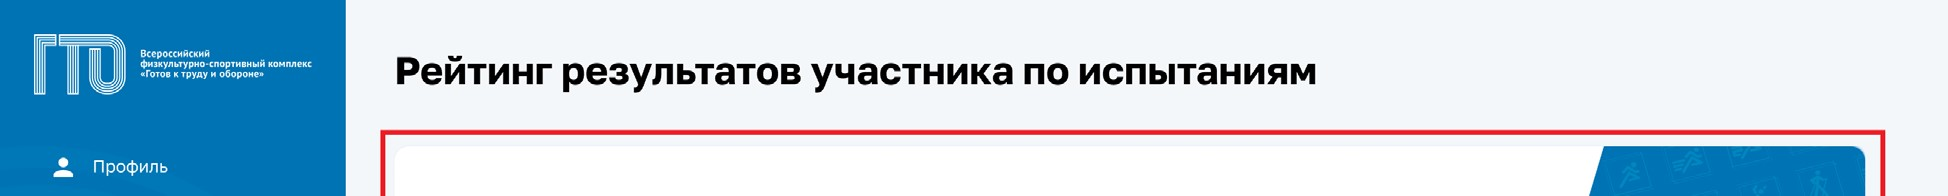 ГТО
Всероссийский
физкультурно-спортивный комплекс
«Готов к труду и обороне»
Рейтинг результатов участника по испытаниям
Профиль